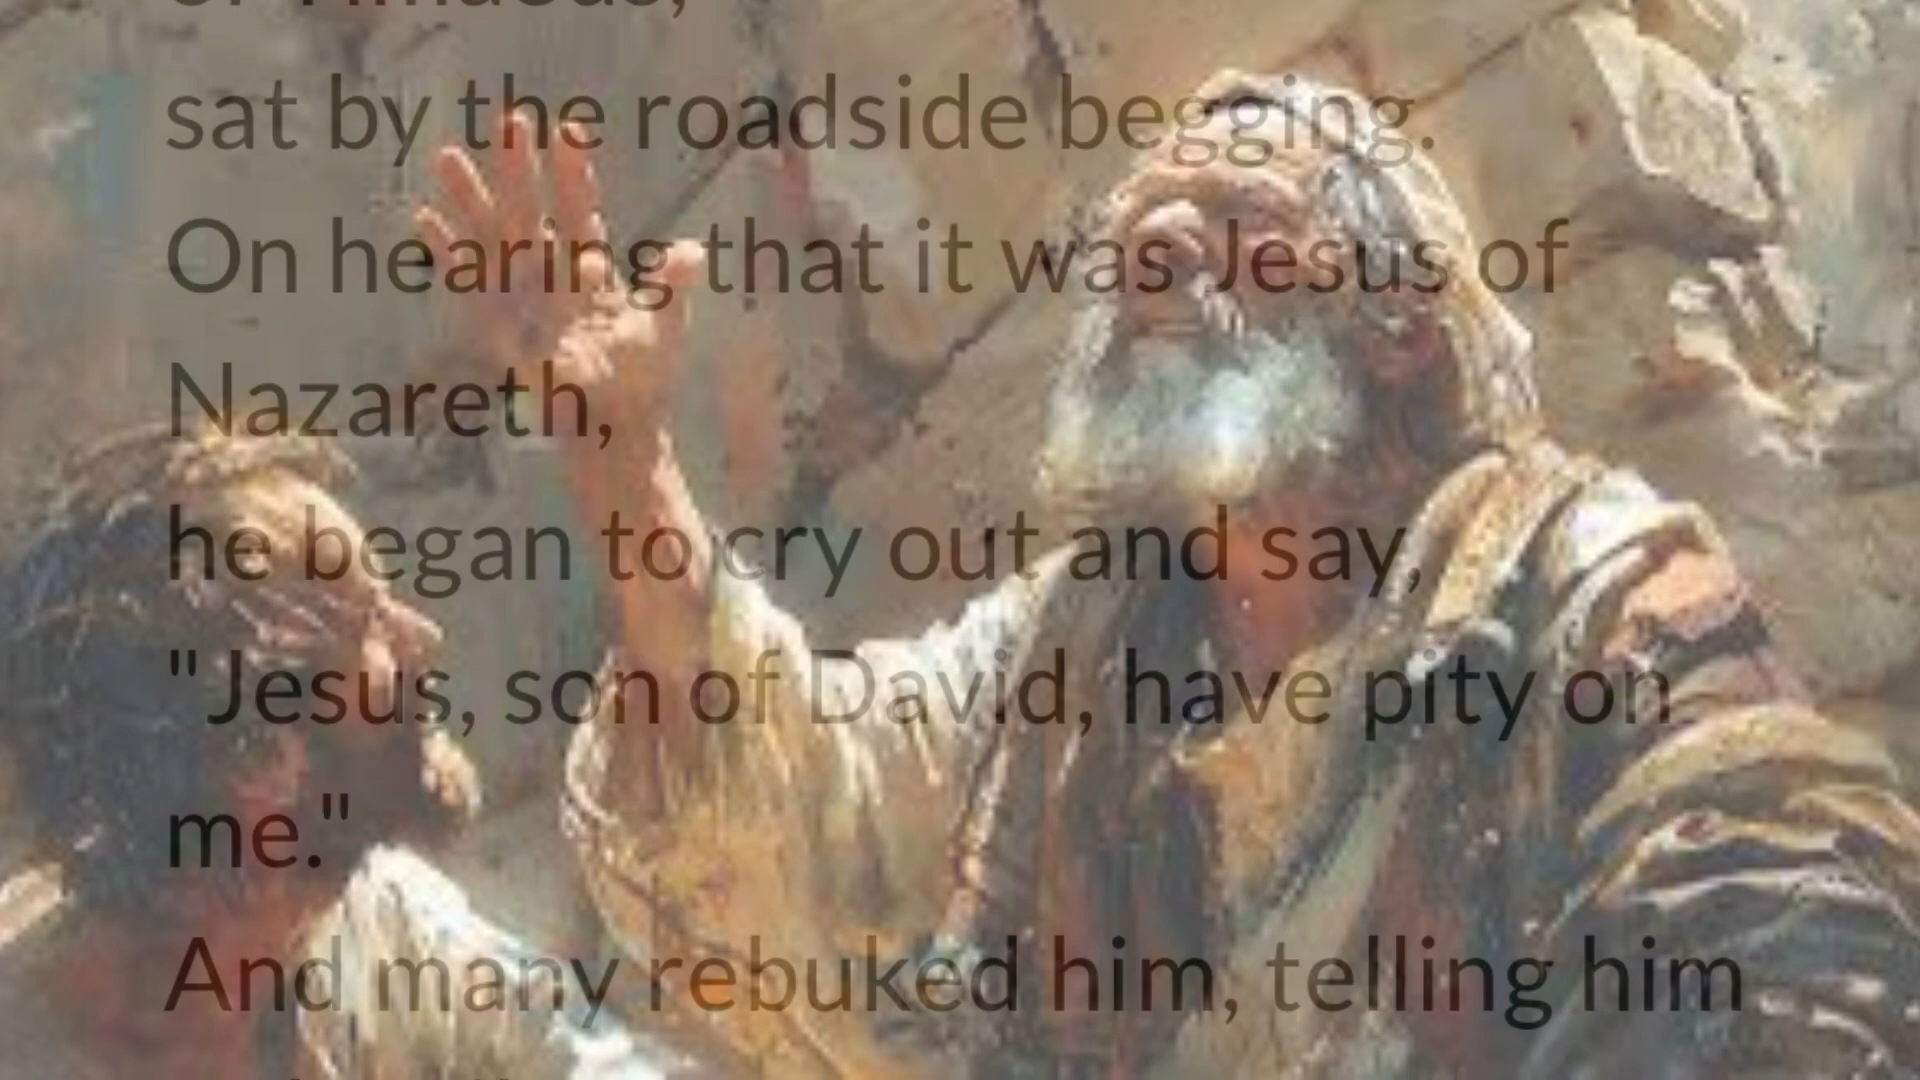 sat by the roadside begging.
On hearing that it was Jesus of
Nazareth,
he began to cry out and say,
"Jesus, son of David, have pity on
me."
And many rebuked him, telling him